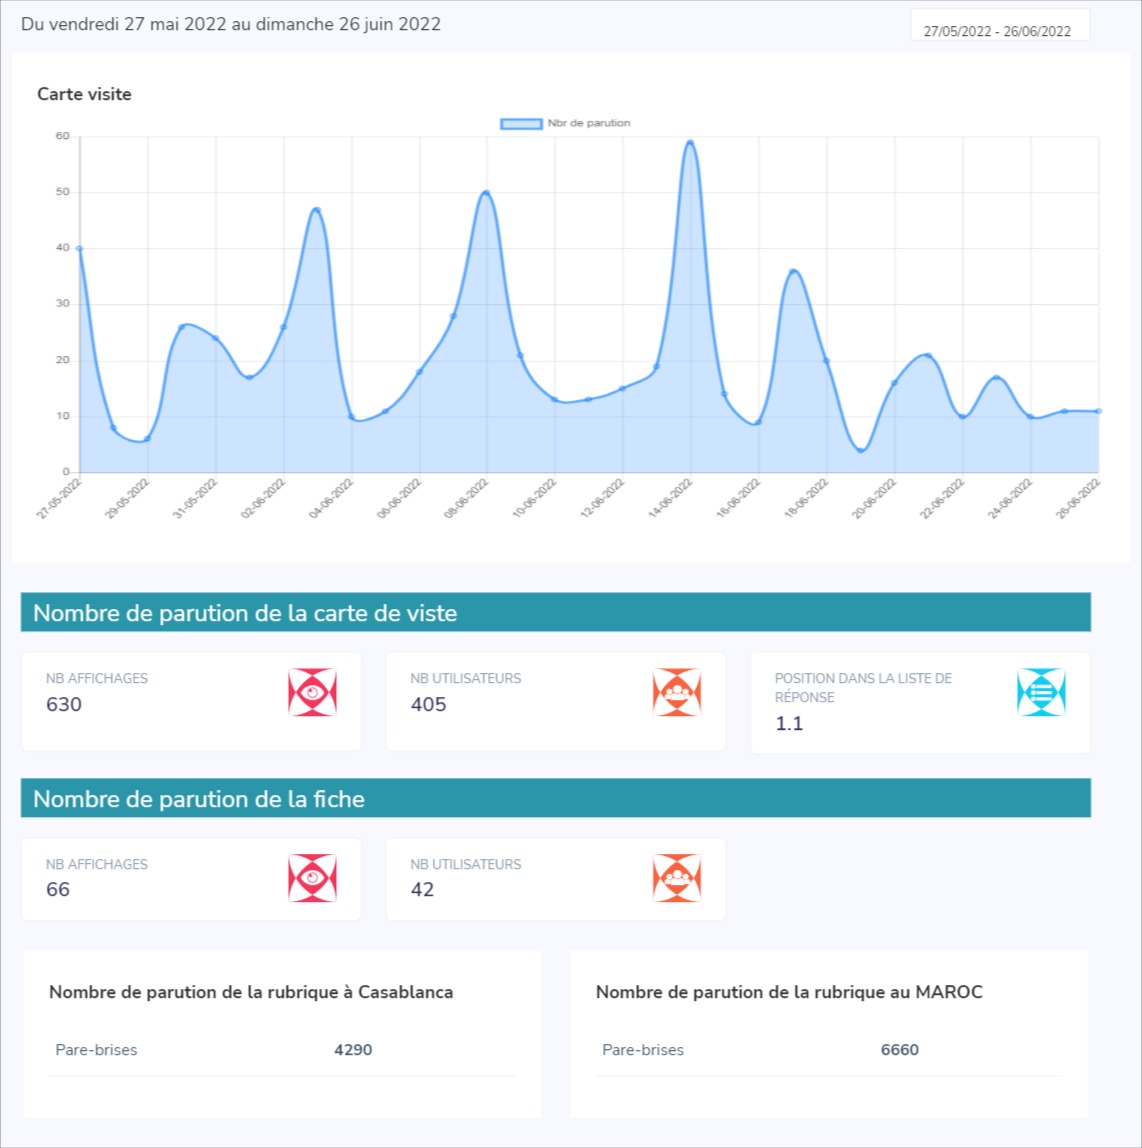 Du vendredi 27 mai 2022 au dimanche 26 juin 2022
27/05/2022 - 26/06/2022
Carte visite
Nbr de parution
60
50
40
30
20
10
0
27-05-2022
29-05-2022
31-05-2022
02-06-2022
04-06-2022
06-06-2022
08-06-2022
10-06-2022
12-06-2022
14-06-2022
16-06-2022
18-06-2022
20-06-2022
22-06-2022
24-06-2022
26-06-2022
Nombre de parution de la carte de viste
NB AFFICHAGES
630
NB UTILISATEURS
405
POSITION DANS LA LISTE DE
RÉPONSE
1.1
Nombre de parution de la fiche
NB AFFICHAGES
66
NB UTILISATEURS
42
Nombre de parution de la rubrique à Casablanca
Pare-brises 4290
Nombre de parution de la rubrique au MAROC
Pare-brises 6660